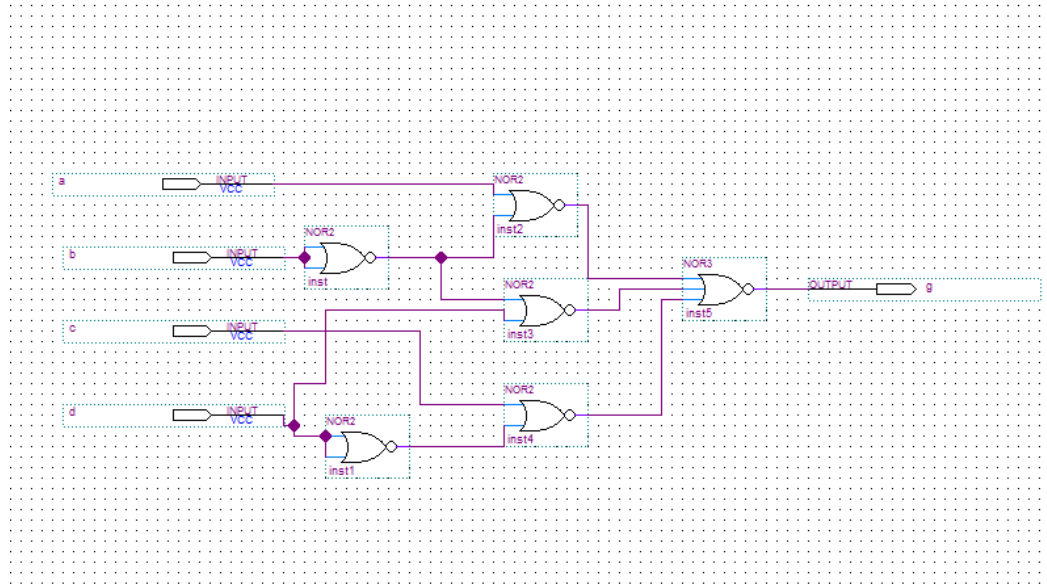 NOR2
a
INPUT
VCC
inst2
NOR2
b
INPUT
VCC
inst
NOR3
OUTPUT
g
NOR2
inst5
c
INPUT
VCC
inst3
NOR2
d
INPUT
VCC
NOR2
inst4
inst1